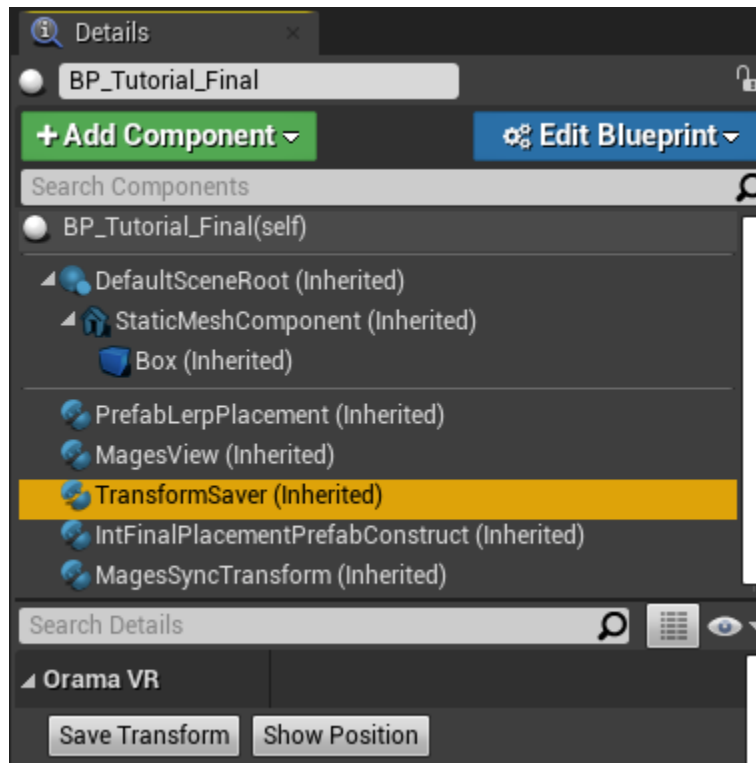 Details
BP_Tutorial_Final
+ Add Component Edit Blueprint
Search Components
BP_Tutorial_Final(self)
DefaultSceneRoot (Inherited)
StaticMeshComponent (Inherited)
Box (Inherited)
PrefabLerpPlacement (Inherited)
MagesView (Inherited)
TransformSaver (Inherited)
IntFinalPlacementPrefabConstruct (Inherited)
MagesSyncTransform (Inherited)
Search Details
Orama VR
Save Transform Show Position